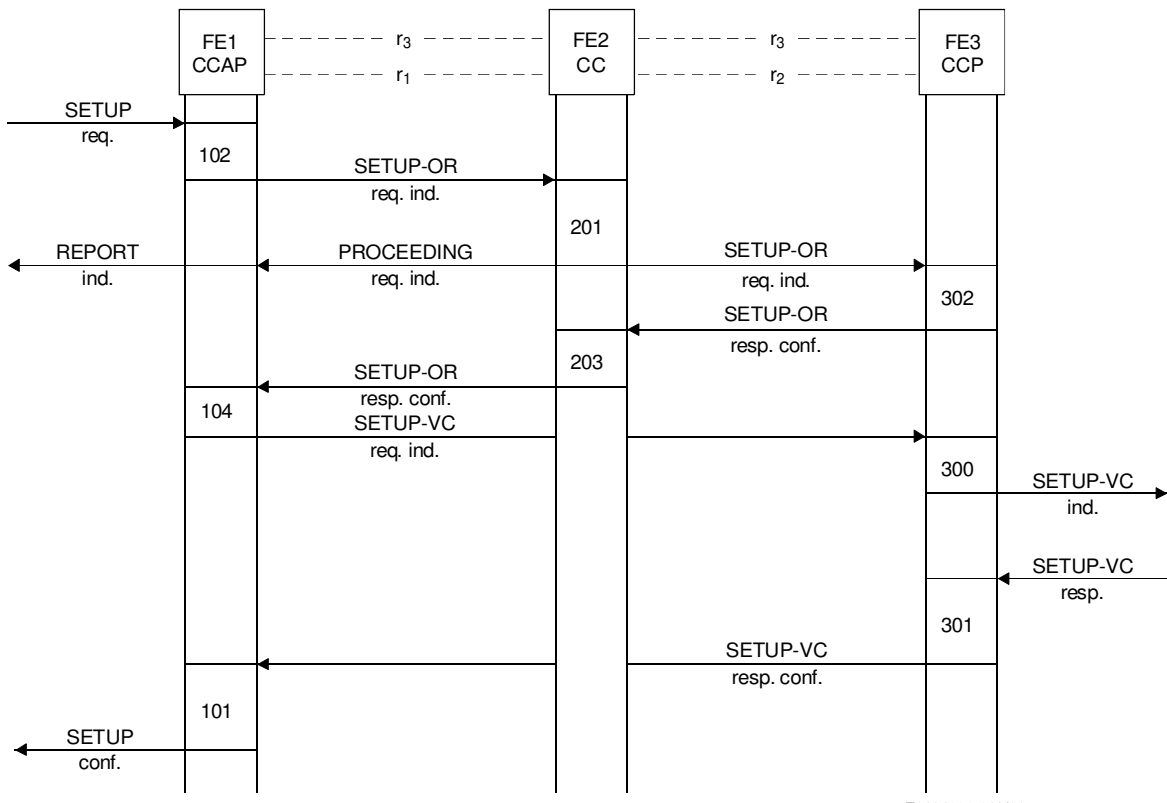 FE1
CCAP
r3
r1
FE2
CC
r3
r2
FE3
CCP
SETUP
req.
102
SETUP-OR
req. ind.
201
REPORT
ind.
PROCEEDING
req. ind.
SETUP-OR
req. ind.
302
SETUP-OR
resp. conf.
203
SETUP-OR
resp. conf.
104
SETUP-VC
req. ind.
300
SETUP-VC
ind.
SETUP-VC
resp.
301
SETUP-VC
resp. conf.
101
SETUP
conf.